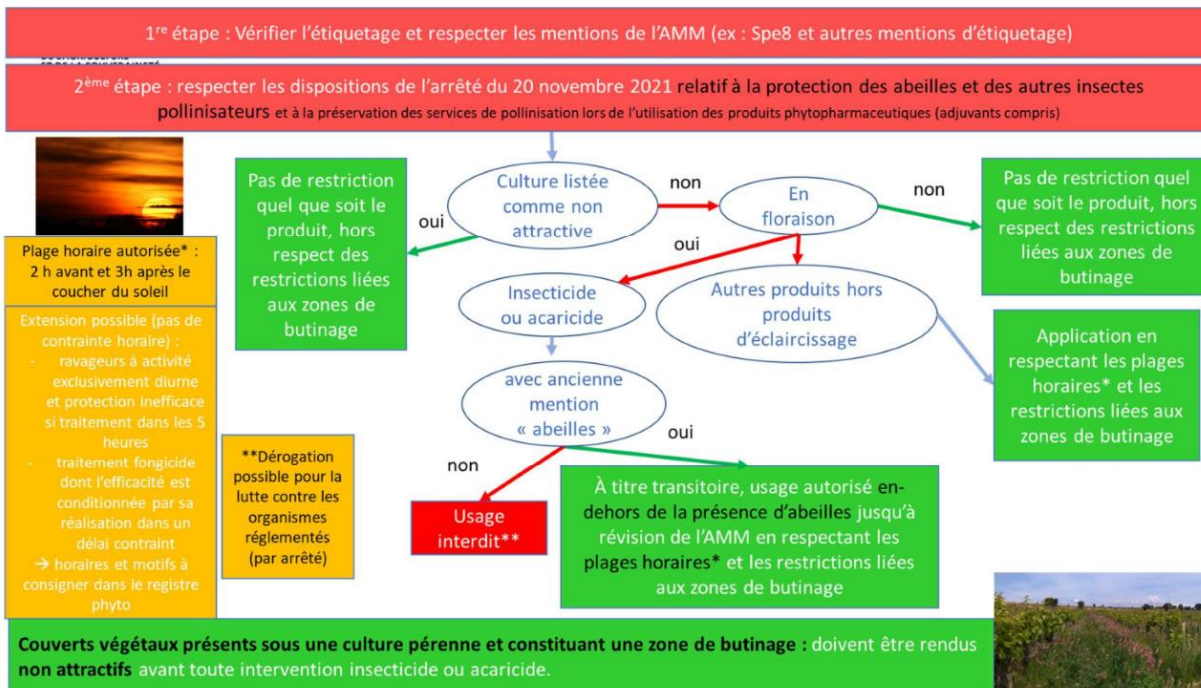 1re étape : Vérifier l'étiquetage et respecter les mentions de l'AMM (ex : Spe8 et autres mentions d'étiquetage)
ET DE LA SOUVERAINETÉ
2ème étape : respecter les dispositions de l'arrêté du 20 novembre 2021 relatif à la protection des abeilles et des autres insectes
pollinisateurs et à la préservation des services de pollinisation lors de l'utilisation des produits phytopharmaceutiques (adjuvants compris)
Plage horaire autorisée* :
2 h avant et 3h après le
coucher du soleil
Extension possible (pas de
contrainte horaire) :
- ravageurs à activité
exclusivement diurne
et protection inefficace
si traitement dans les 5
heures
- traitement fongicide
dont l'efficacité est
conditionnée par sa
réalisation dans un
délai contraint
→ horaires et motifs à
consigner dans le registre
phyto
Pas de restriction
quel que soit le
produit, hors
respect des
restrictions liées
aux zones de
butinage
oui
Culture listée
comme non
attractive
non
En
floraison
non
Pas de restriction quel
que soit le produit, hors
respect des restrictions
liées aux zones de
butinage
oui
Insecticide
ou acaricide
Autres produits hors
produits
d'éclaircissage
Application en
respectant les plages
horaires* et les
restrictions liées aux
zones de butinage
avec ancienne
mention
« abeilles »
oui
non
**Dérogation
possible pour la
lutte contre les
organismes
réglementés
(par arrêté)
Usage
interdit**
À titre transitoire, usage autorisé en-
dehors de la présence d'abeilles jusqu'à
révision de l'AMM en respectant les
plages horaires* et les restrictions liées
aux zones de butinage
Couverts végétaux présents sous une culture pérenne et constituant une zone de butinage : doivent être rendus
non attractifs avant toute intervention insecticide ou acaricide.